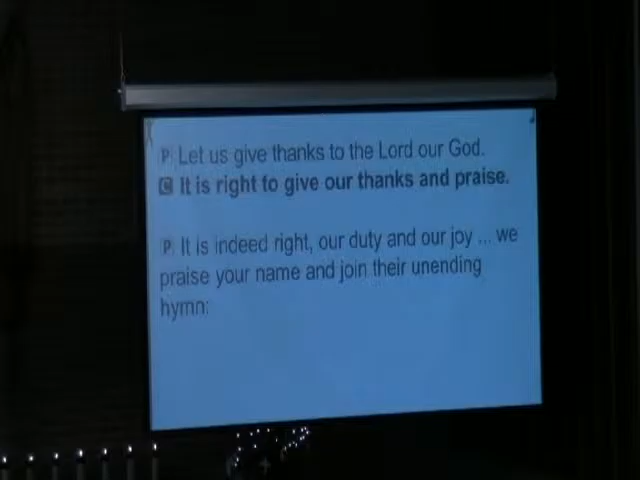 P Let us give thanks to the Lord our God.
C It is right to give our thanks and praise.
P It is indeed right, our duty and our joy ... we
praise your name and join their unending
hymn: